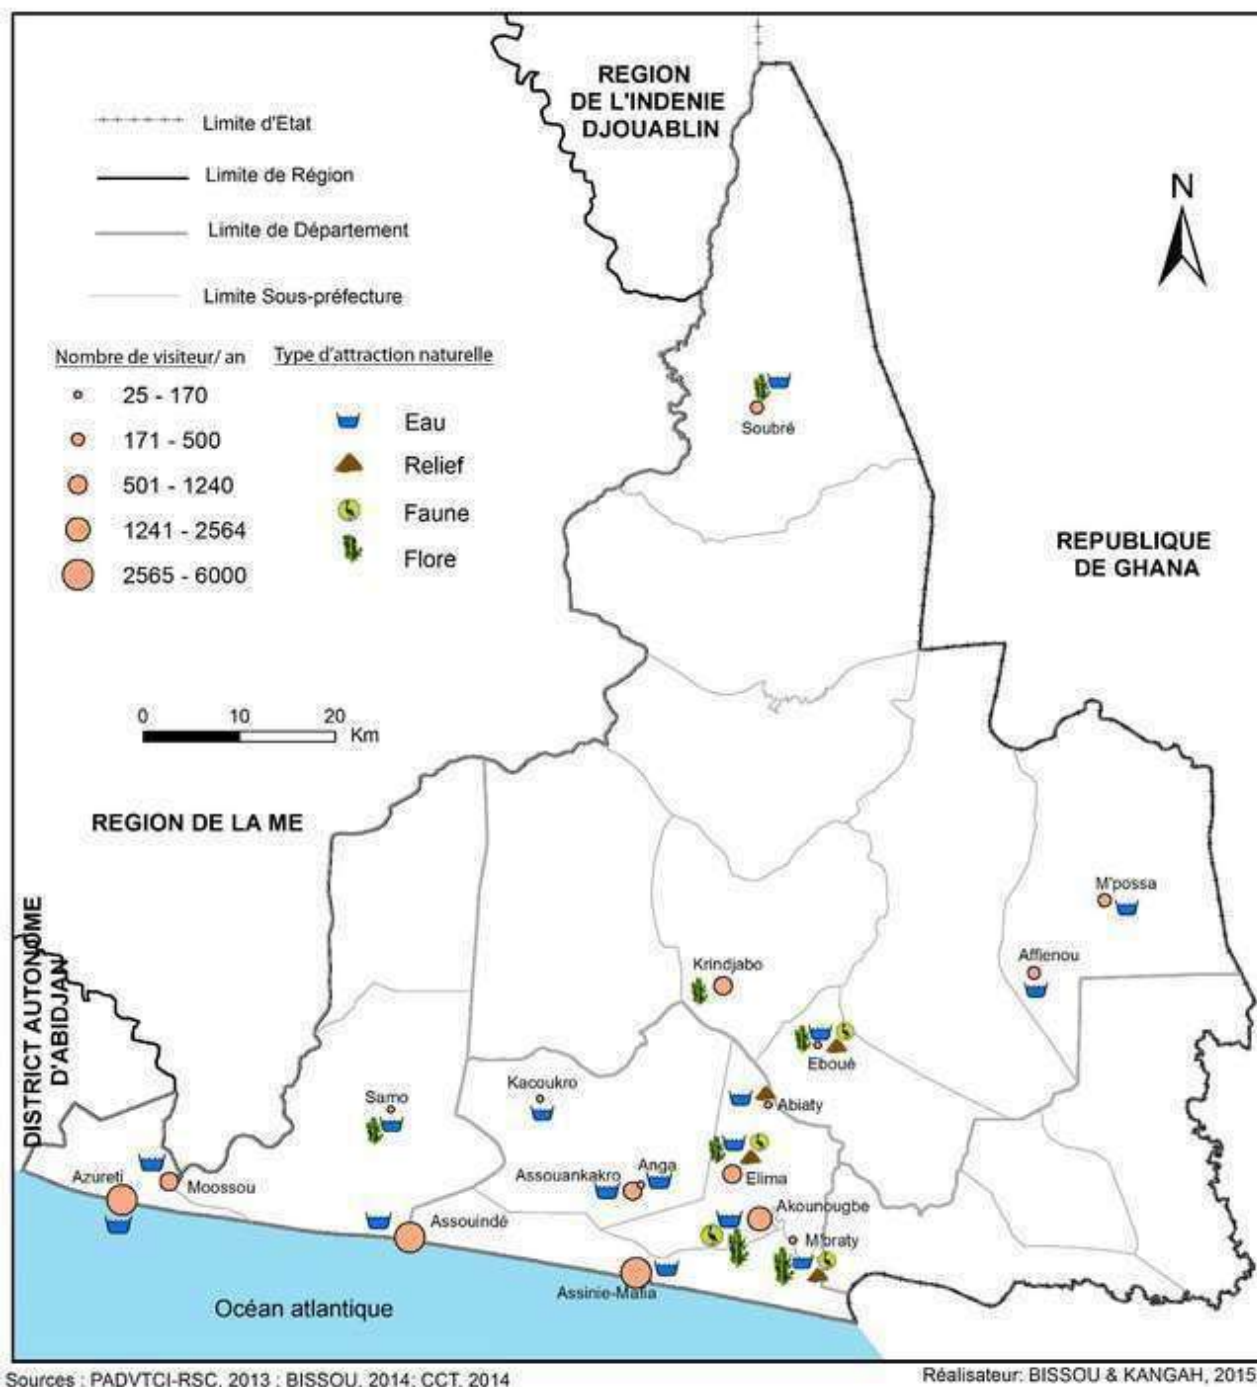 REGION
DE L'INDENIE
DJOUABLIN
Limite d'Etat
Limite de Région
Limite de Département
Limite Sous-préfecture
N
Nombre de visiteur/ an
25 - 170
171 - 500
501 - 1240
1241 - 2564
2565 - 6000
Type d'attraction naturelle
Eau
Relief
Faune
Flore
Soubré
REPUBLIQUE
DE GHANA
0 10 20
Km
REGION DE LA ME
DISTRICT AUTONOME
D'ABIDJAN
M'possa
Affienou
Krindjabo
Eboué
Kacoukro
Samo
Abiaty
Azureti
Moossou
Assouankakro
Anga
Elima
Assouindé
Akounougbe
M'braty
Assinie-Mafia
Océan atlantique
Sources : PADVTCI-RSC, 2013 ; BISSOU, 2014; CCT, 2014
Réalisateur: BISSOU & KANGAH, 2015